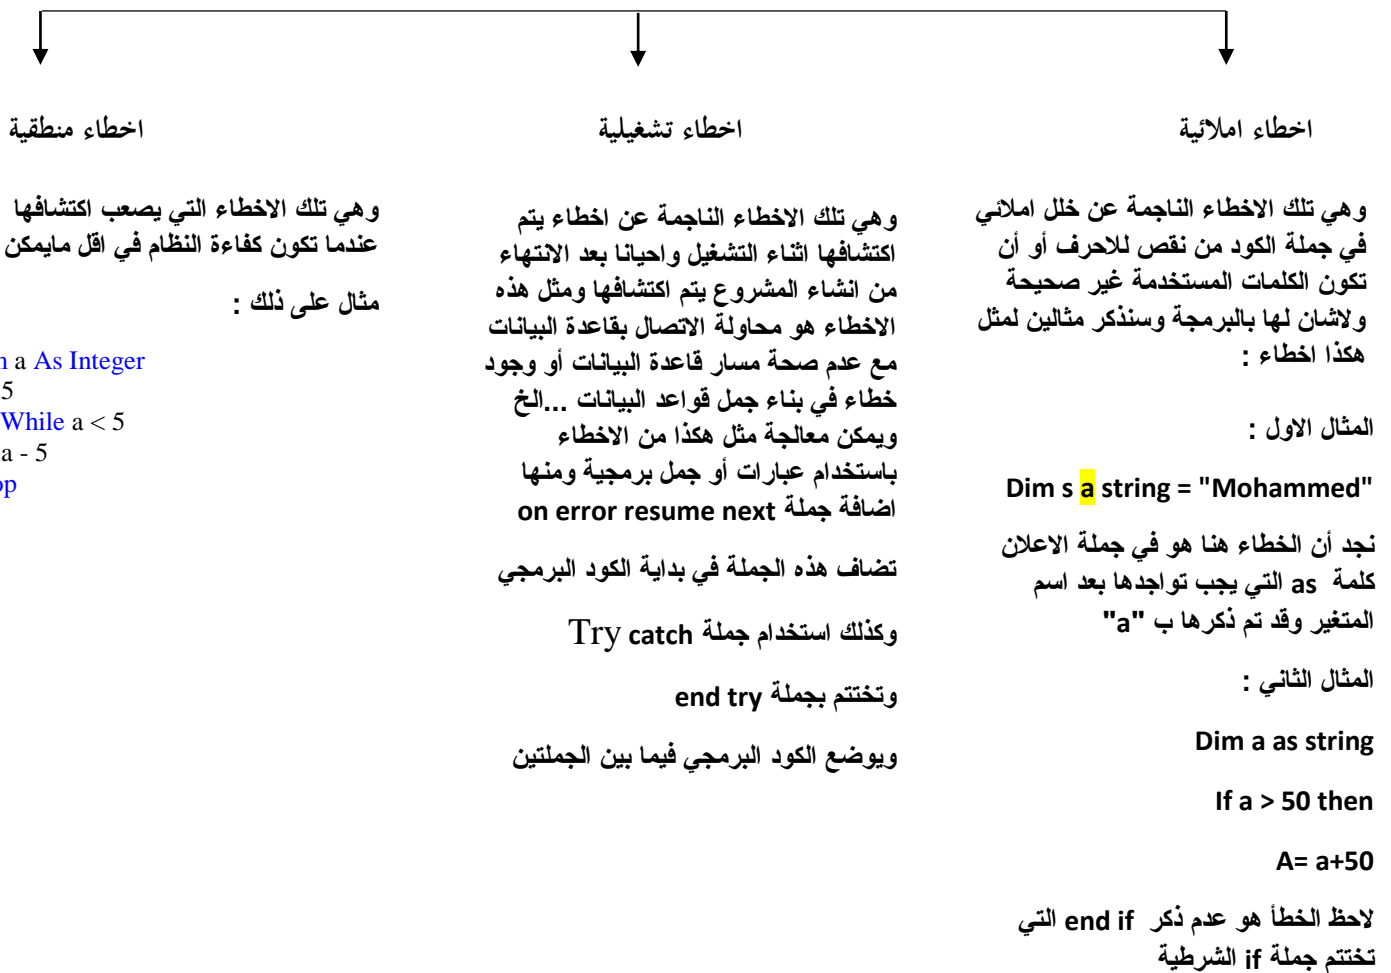 اخطاء املائية
وهي تلك الاخطاء الناجمة عن خلل املائي
في جملة الكود من نقص للاحرف أو أن
تكون الكلمات المستخدمة غير صحيحة
ولاشان لها بالبرمجة وسنذكر مثالين لمثل
هكذا اخطاء :
المثال الاول :
Dim s a string = "Mohammed"
نجد أن الخطاء هنا هو في جملة الاعلان
كلمة as التي يجب تواجدها بعد اسم
المتغير وقد تم ذكرها ب "a"
المثال الثاني :
Dim a as string
If a > 50 then
A= a+50
لاحظ الخطأ هو عدم ذكر end if التي
تختتم جملة if الشرطية
اخطاء تشغيلية
وهي تلك الاخطاء الناجمة عن اخطاء يتم
اكتشافها اثناء التشغيل واحيانا بعد الانتهاء
من انشاء المشروع يتم اكتشافها ومثل هذه
الاخطاء هو محاولة الاتصال بقاعدة البيانات
مع عدم صحة مسار قاعدة البيانات أو وجود
خطاء في بناء جمل قواعد البيانات ...الخ
ويمكن معالجة مثل هكذا من الاخطاء
باستخدام عبارات أو جمل برمجية ومنها
اضافة جملة on error resume next
تضاف هذه الجملة في بداية الكود البرمجي
وكذلك استخدام جملة Try catch
وتختتم بجملة end try
ويوضع الكود البرمجي فيما بين الجملتين
اخطاء منطقية
وهي تلك الاخطاء التي يصعب اكتشافها
عندما تكون كفاءة النظام في اقل مايمكن
مثال على ذلك :
a As Integer
5
While a < 5
a - 5